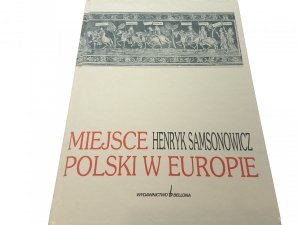 MIEJSCE HENRYK SAMSONOWICZ
POLSKI W EUROPIE
WYDAWNICTWO BELLONA